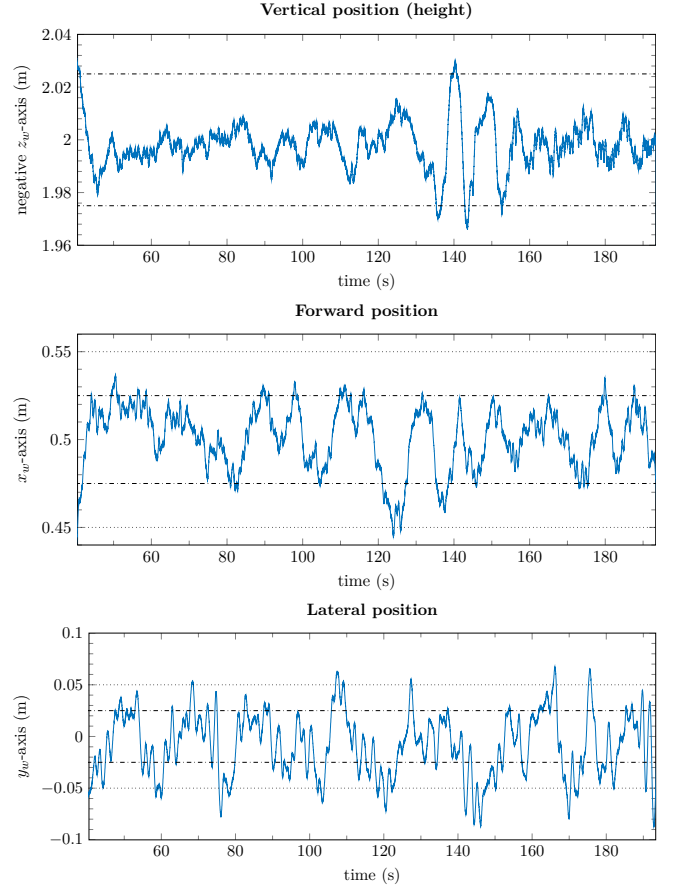 Vertical position (height)
2.04
2.02
2
1.98
1.96
negative z_w-axis (m)
60 80 100 120 140 160 180
time (s)
Forward position
0.55
0.5
0.45
x_w-axis (m)
60 80 100 120 140 160 180
time (s)
Lateral position
0.1
0.05
0
−0.05
−0.1
y_w-axis (m)
60 80 100 120 140 160 180
time (s)